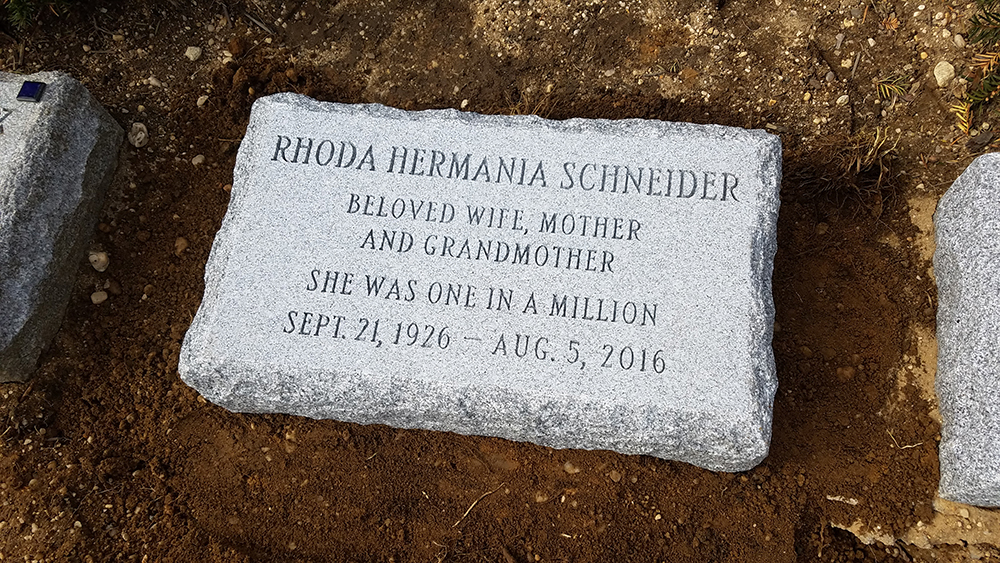 RHODA HERMANIA SCHNEIDER
BELOVED WIFE, MOTHER
AND GRANDMOTHER
SHE WAS ONE IN A MILLION
SEPT. 21, 1926 – AUG. 5, 2016